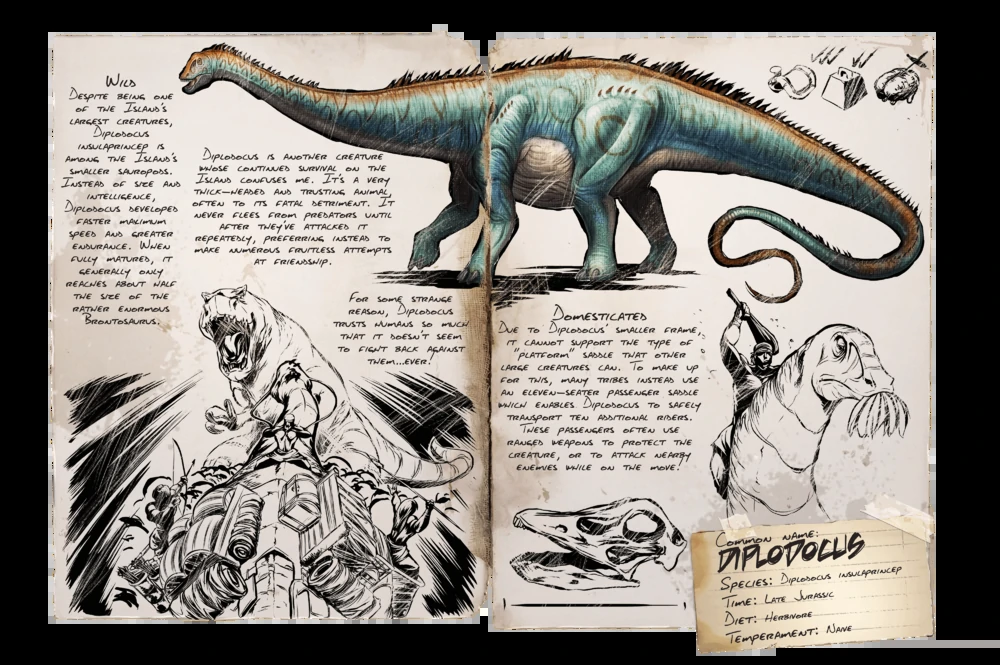 Wild
Despite being one
of the Island's
largest creatures,
Diplodocus
insulaprincep is
among the Island's
smaller sauropods.
Instead of size and
intelligence,
Diplodocus developed
faster maximum
speed and greater
endurance. When
fully matured, it
generally only
reaches about half
the size of the
rather enormous
Brontosaurus.
Diplodocus is another creature
whose continued survival on the
Island confuses me. It's a very
thick-headed and trusting animal,
often to its fatal detriment. It
never flees from predators until
after they've attacked it
repeatedly, preferring instead to
make numerous fruitless attempts
at friendship.
For some strange
reason, Diplodocus
trusts humans so much
that it doesn't seem
to fight back against
them...ever!
Domesticated
Due to Diplodocus' smaller frame,
it cannot support the type of
"platform" saddle that other
large creatures can. To make up
for this, many tribes instead use
an eleven-seater passenger saddle
which enables Diplodocus to safely
transport ten additional riders.
These passengers often use
ranged weapons to protect the
creature, or to attack nearby
enemies while on the move!
Common name:
Diplodocus
Species: Diplodocus insulaprincep
Time: Late Jurassic
Diet: Herbivore
Temperament: Naive